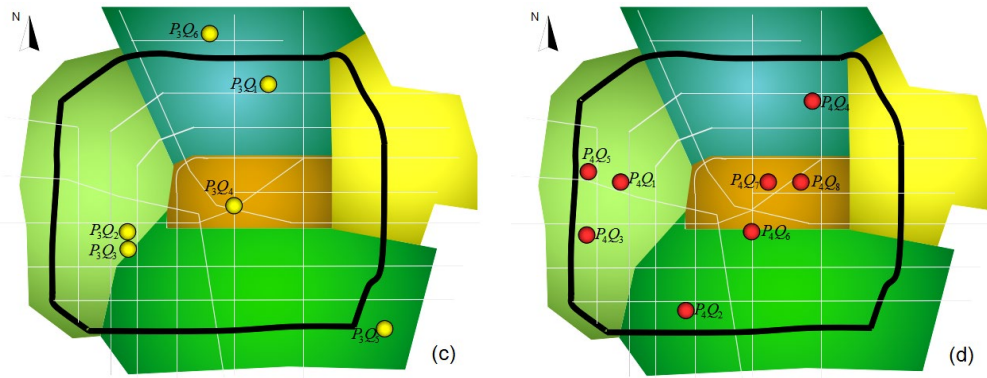 N
P₃Q₆
P₃Q₁
P₃Q₄
P₃Q₂
P₃Q₃
P₃Q₅
(c)
N
P₄Q₄
P₄Q₅
P₄Q₁
P₄Q₇
P₄Q₈
P₄Q₃
P₄Q₆
P₄Q₂
(d)